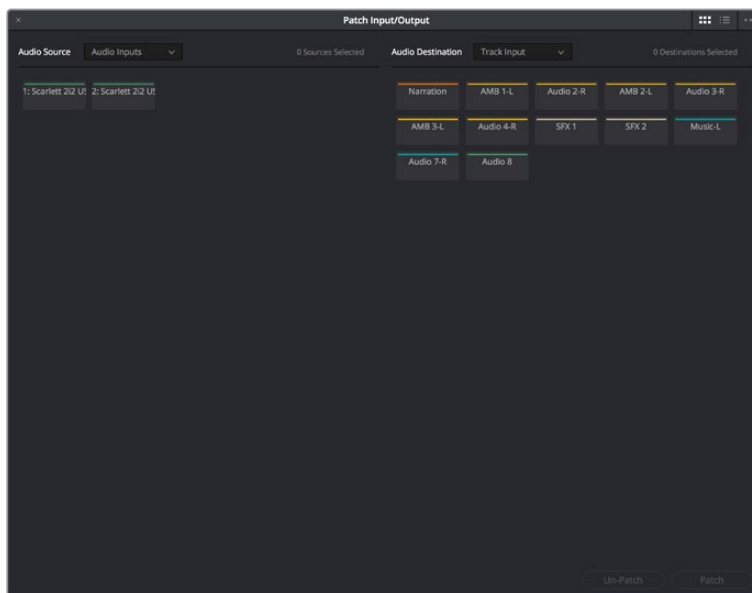 Patch Input/Output
Audio Source Audio Inputs 0 Sources Selected
Audio Destination Track Input 0 Destinations Selected
1: Scarlett 2i2 US 2: Scarlett 2i2 US
Narration AMB 1-L Audio 2-R AMB 2-L Audio 3-R
AMB 3-L Audio 4-R SFX 1 SFX 2 Music-L
Audio 7-R Audio 8
Un-Patch Patch